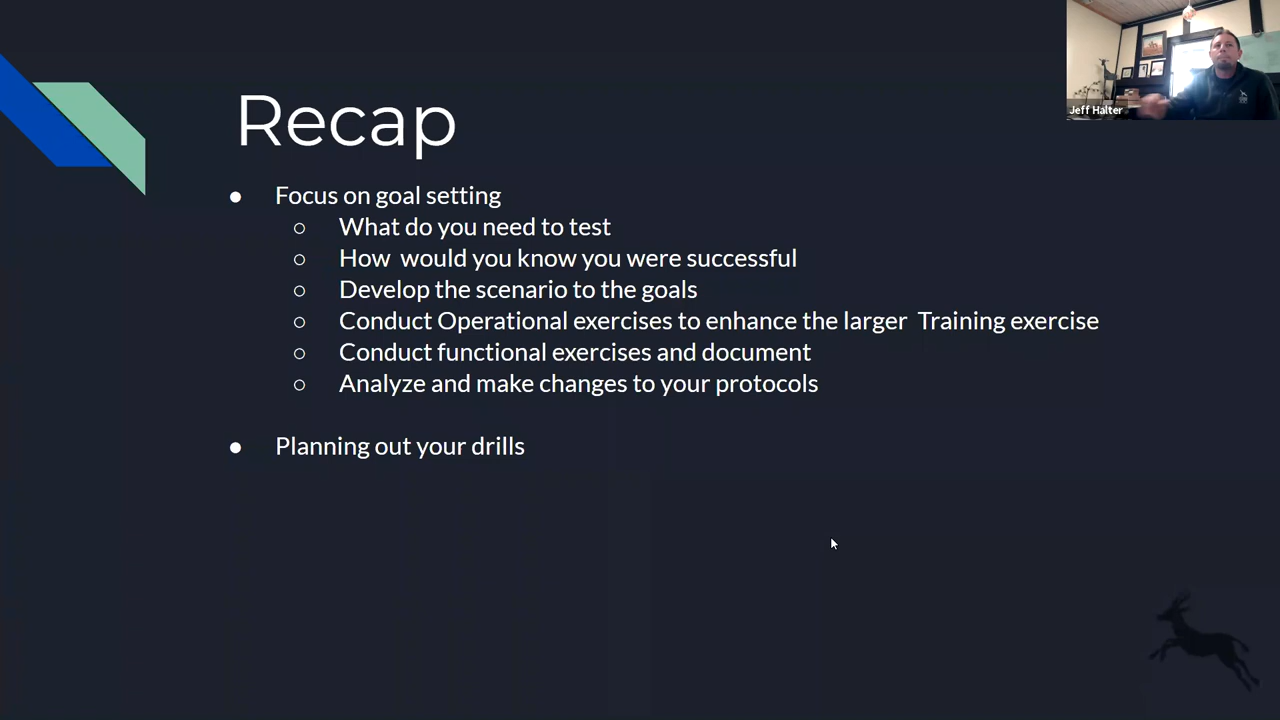 Jeff Halter
Recap
● Focus on goal setting
○ What do you need to test
○ How  would you know you were successful
○ Develop the scenario to the goals
○ Conduct Operational exercises to enhance the larger  Training exercise
○ Conduct functional exercises and document
○ Analyze and make changes to your protocols
● Planning out your drills